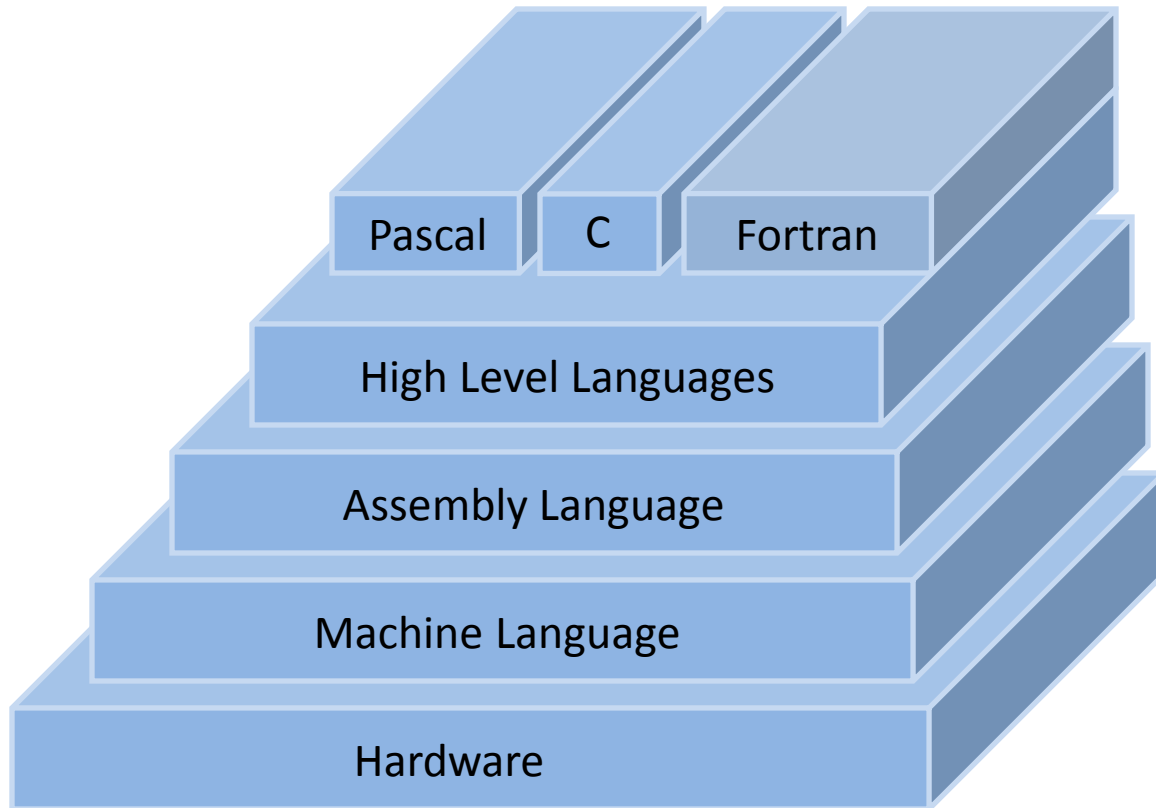 Pascal
C
Fortran
High Level Languages
Assembly Language
Machine Language
Hardware